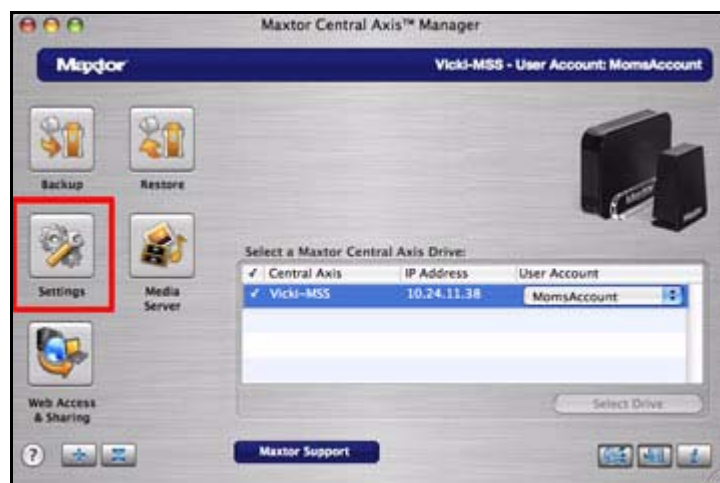 Maxtor Central Axis™ Manager
Maxtor
Vicki-MSS - User Account: MomsAccount
Backup
Restore
Settings
Media
Server
Web Access
& Sharing
Select a Maxtor Central Axis Drive:
✓ Central Axis IP Address User Account
✓ Vicki-MSS 10.24.11.38 MomsAccount
Select Drive
?
Maxtor Support
i